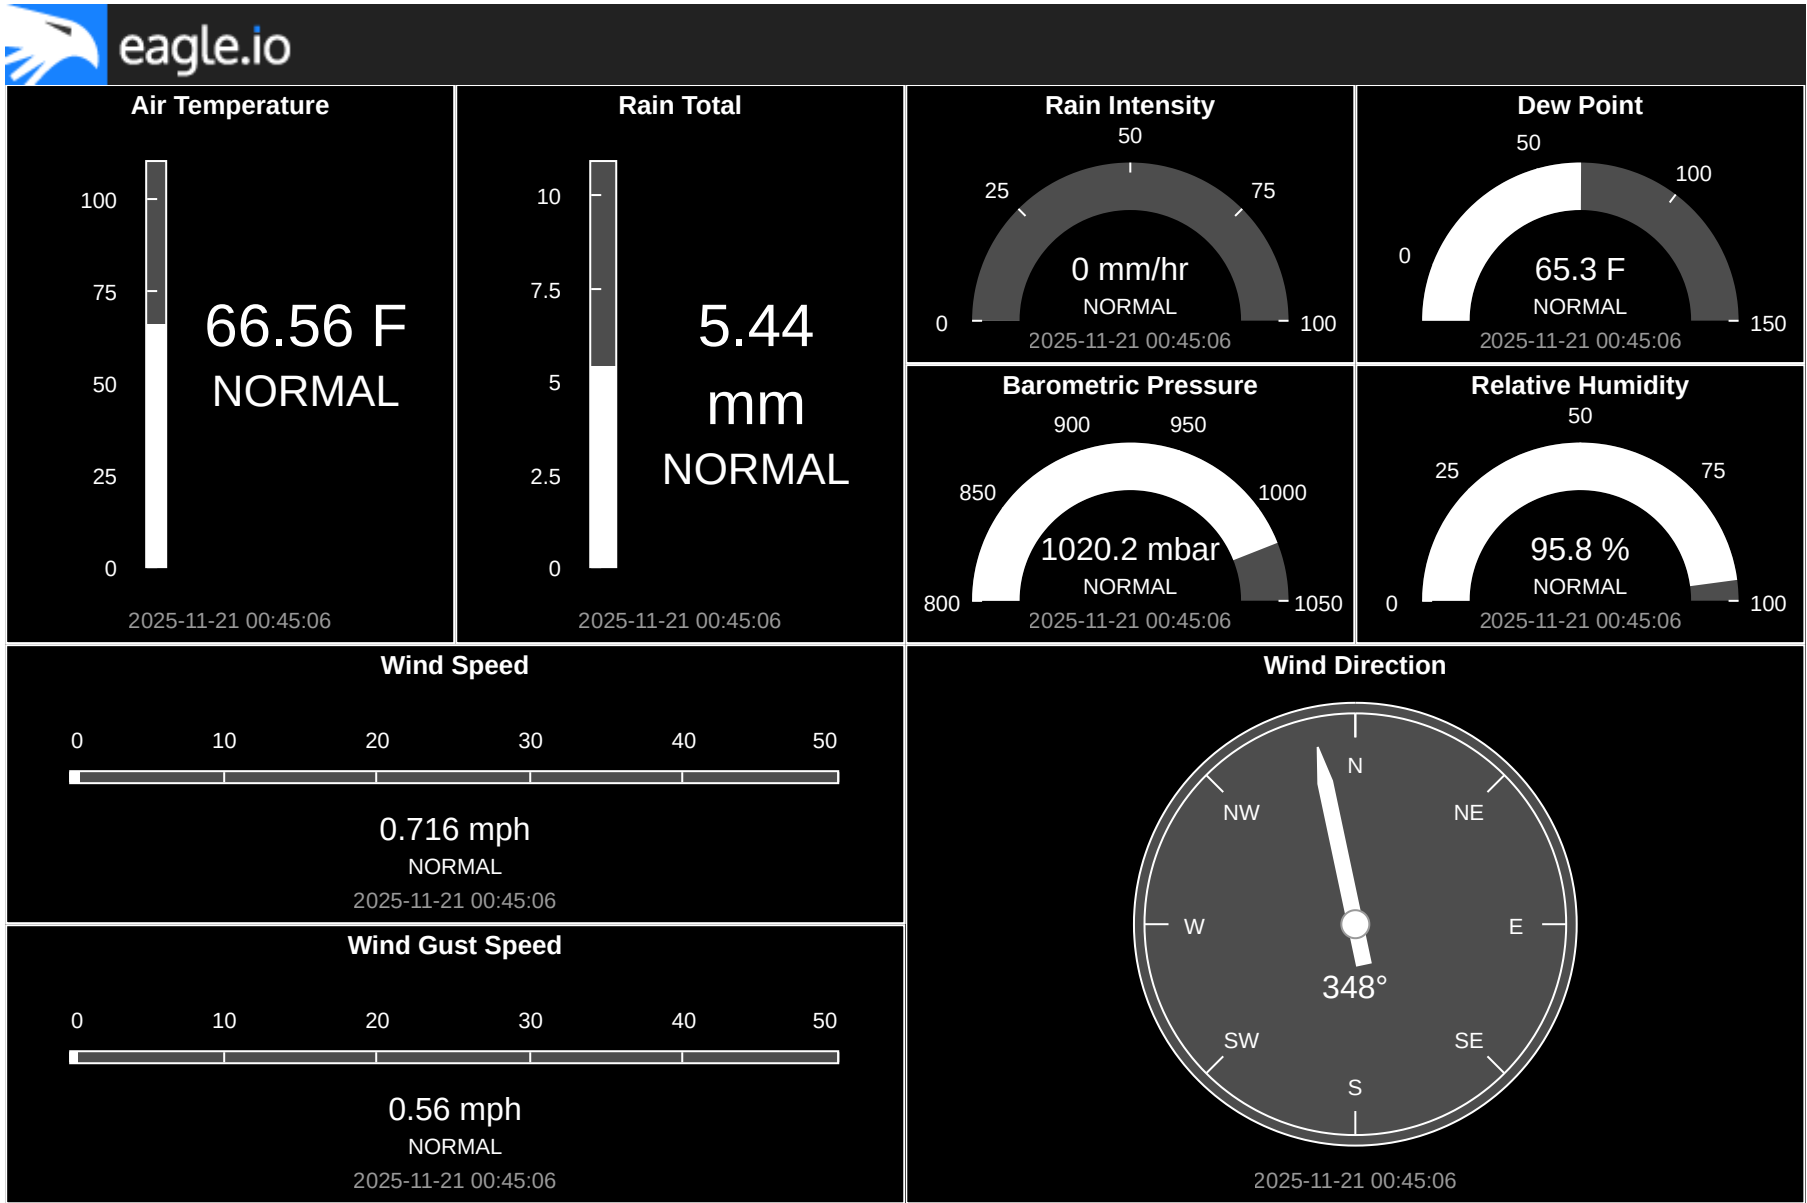 eagle.io
Air Temperature
100
75
50
25
0
66.56 F
NORMAL
2025-11-21 00:45:06
Rain Total
10
7.5
5
2.5
0
5.44
mm
NORMAL
2025-11-21 00:45:06
Rain Intensity
0
25
50
75
100
0 mm/hr
NORMAL
2025-11-21 00:45:06
Dew Point
0
50
100
150
65.3 F
NORMAL
2025-11-21 00:45:06
Barometric Pressure
800
850
900
950
1000
1050
1020.2 mbar
NORMAL
2025-11-21 00:45:06
Relative Humidity
0
25
50
75
100
95.8 %
NORMAL
2025-11-21 00:45:06
Wind Speed
0 10 20 30 40 50
0.716 mph
NORMAL
2025-11-21 00:45:06
Wind Gust Speed
0 10 20 30 40 50
0.56 mph
NORMAL
2025-11-21 00:45:06
Wind Direction
N
NW NE
W E
348°
SW SE
S
2025-11-21 00:45:06